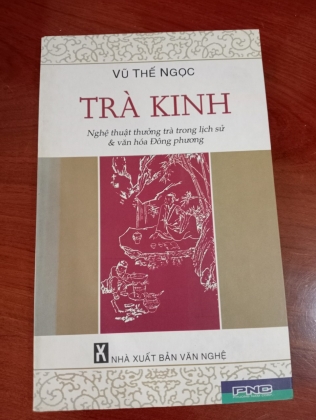 VŨ THẾ NGỌC
TRÀ KINH
Nghệ thuật thưởng trà trong lịch sử
& văn hóa Đông phương
NHÀ XUẤT BẢN VĂN NGHỆ
PNC